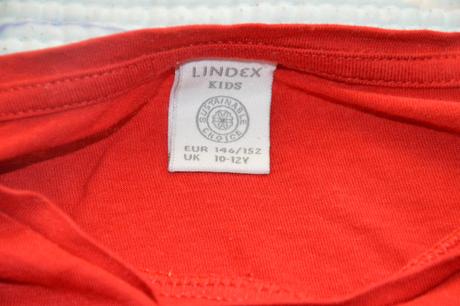 LINDEX
KIDS
SUSTAINABLE
CHOICE
EUR 146/152
UK 10-12Y